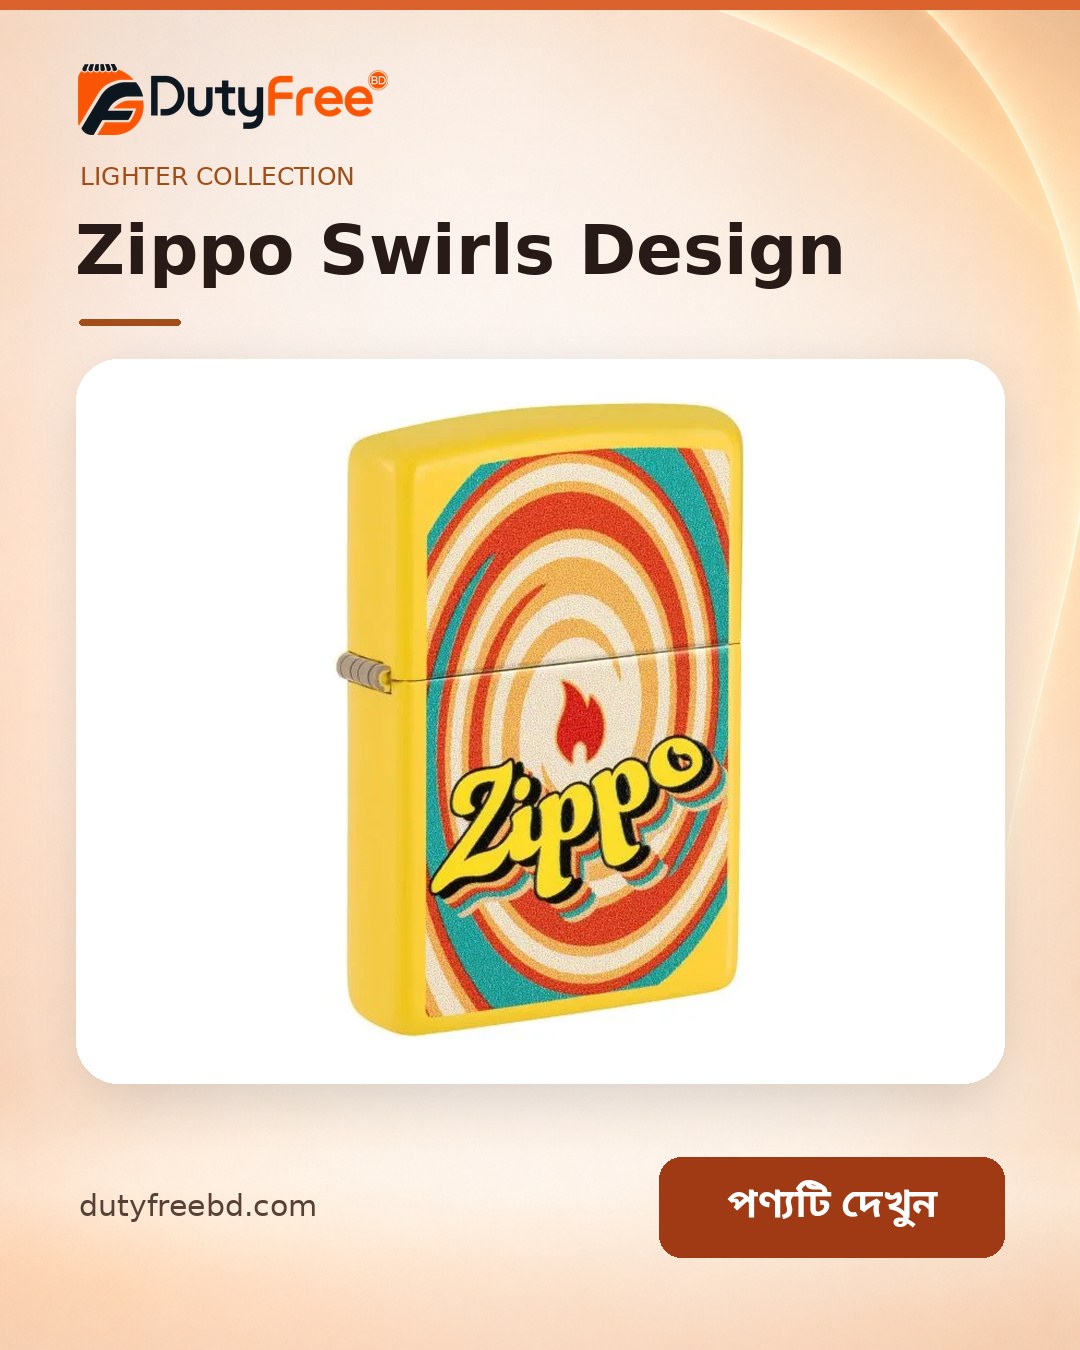 DutyFree BD
LIGHTER COLLECTION
Zippo Swirls Design
Zippo
dutyfreebd.com
পণ্যটি দেখুন